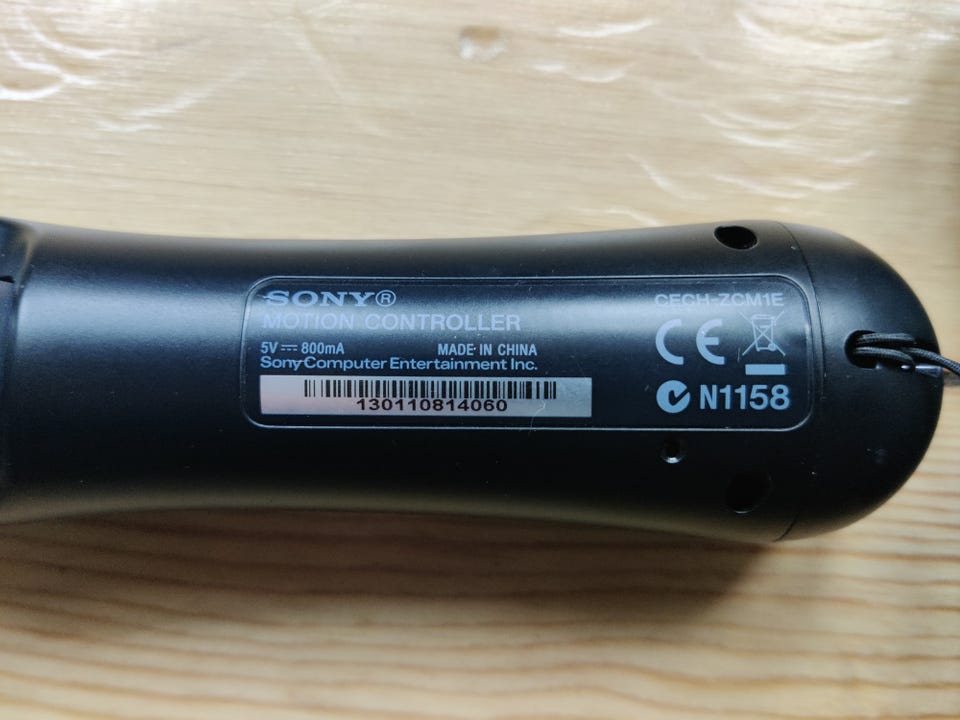 SONY®
MOTION CONTROLLER
5V ⎓ 800mA MADE IN CHINA
Sony Computer Entertainment Inc.
130110814060
CECH-ZCM1E
CE
N1158